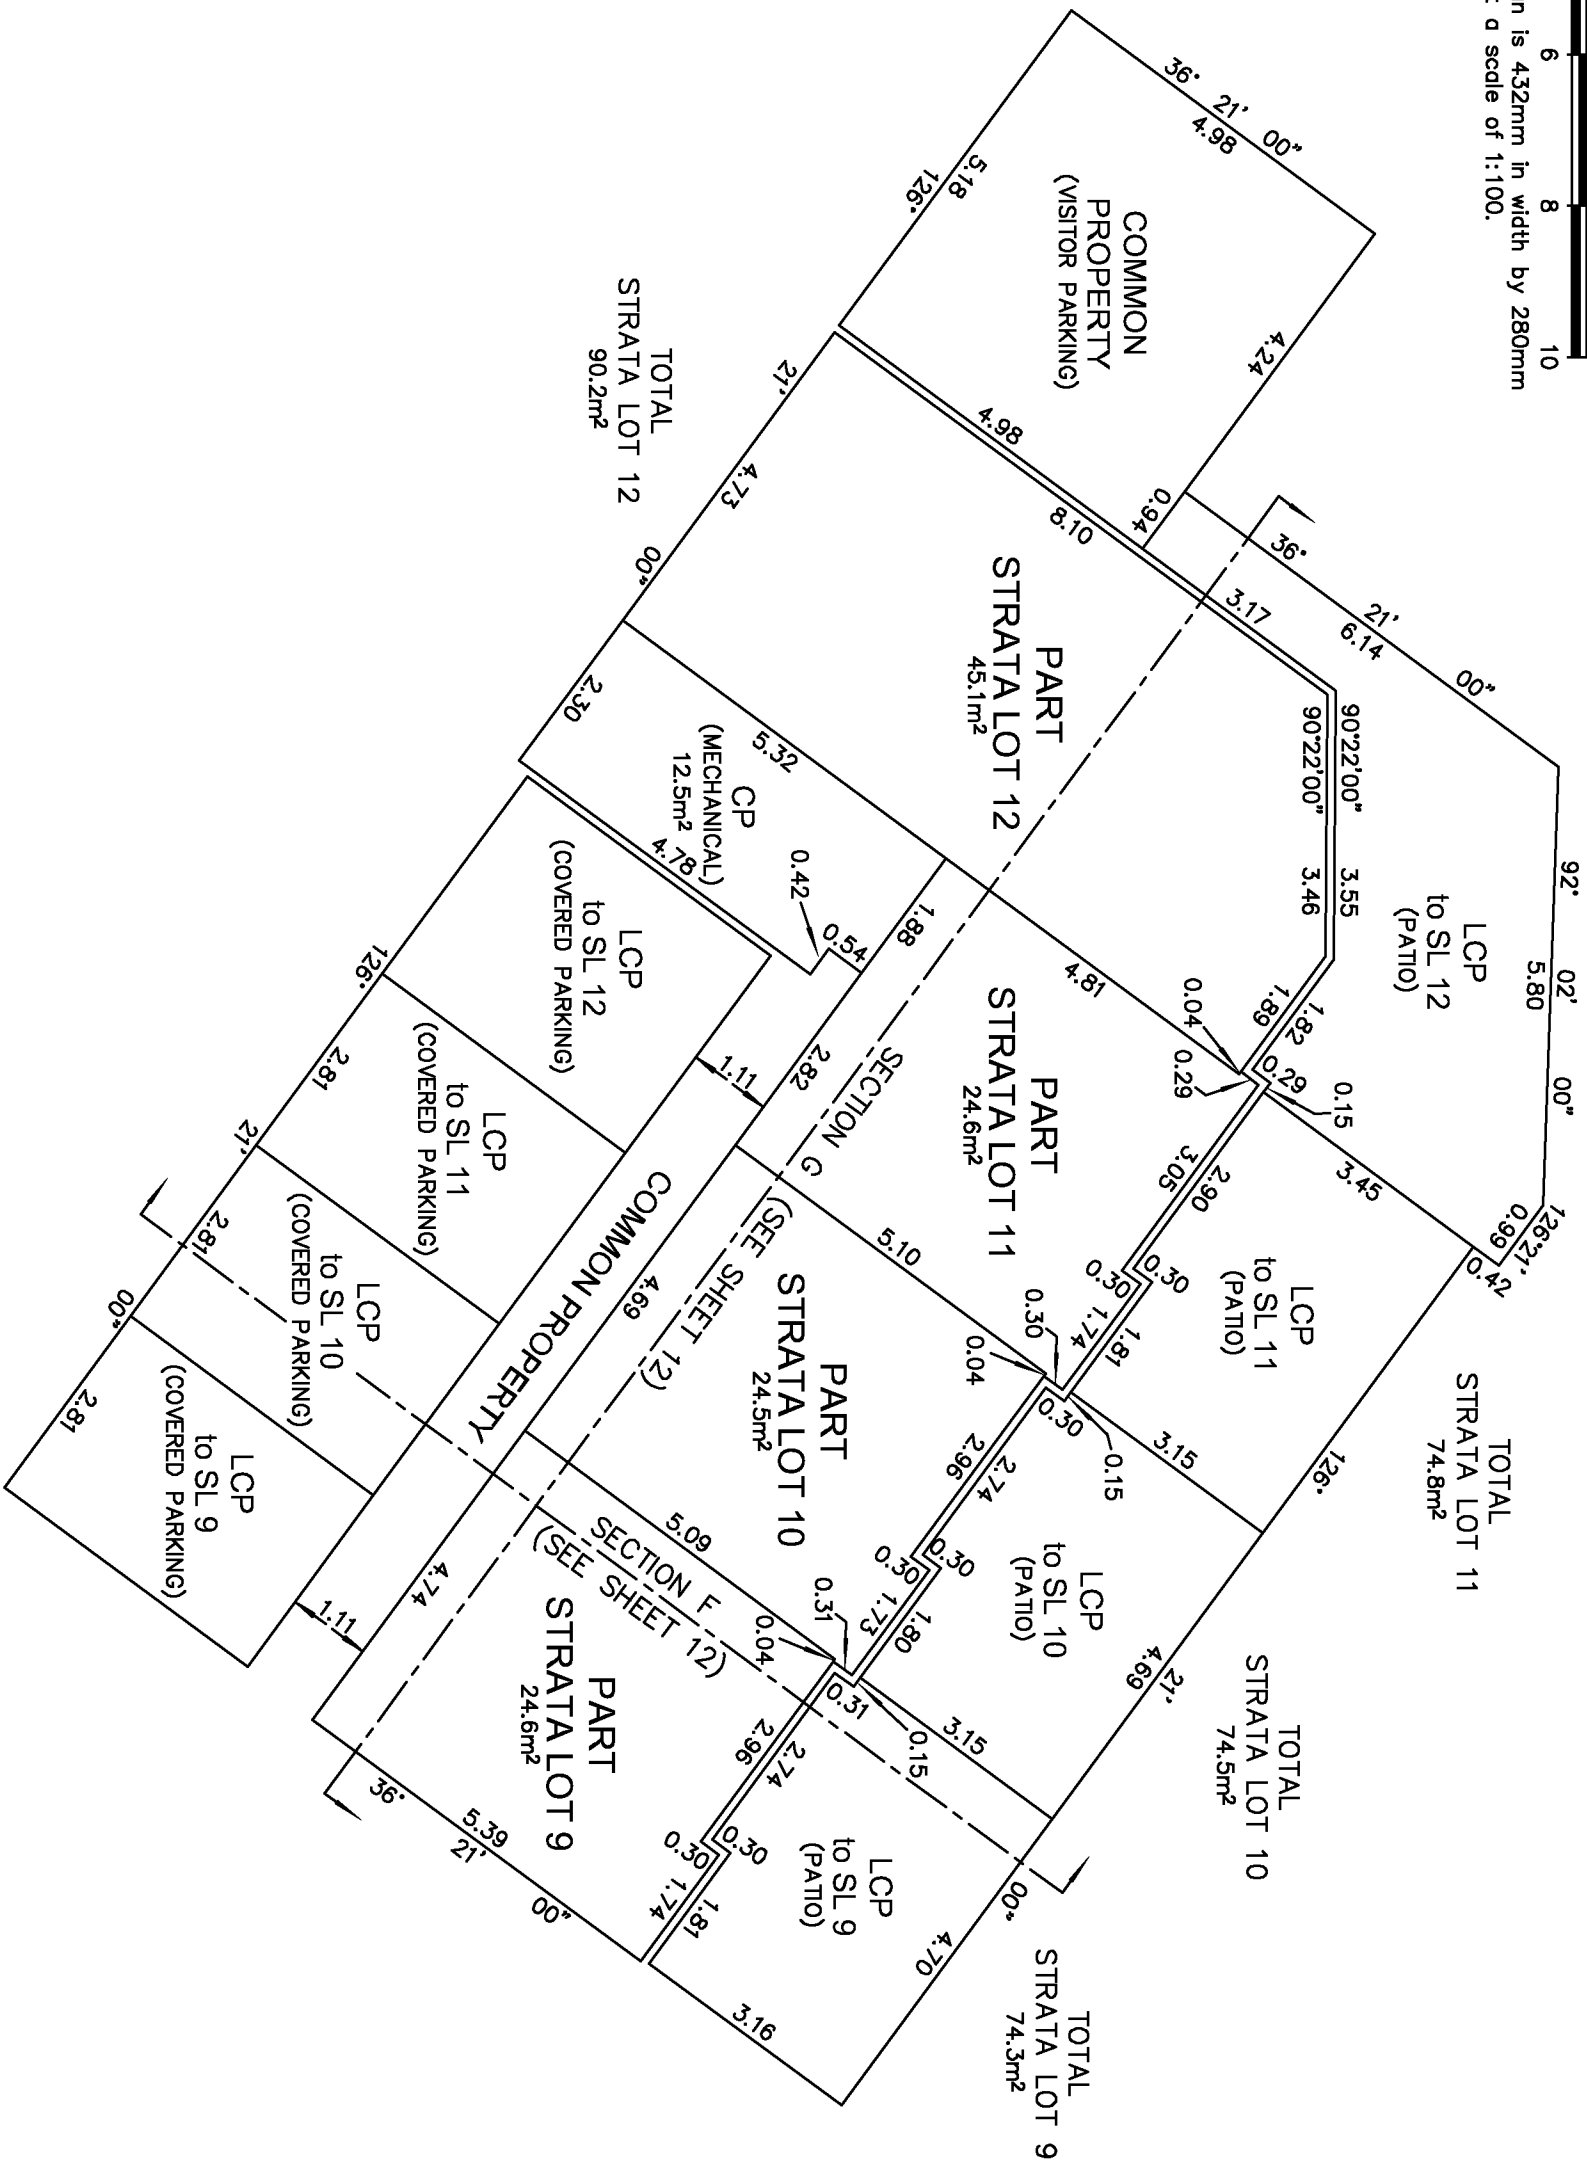 6
8
10
n is 432mm in width by 280mm
a scale of 1:100.
36° 21' 00"
4.98
COMMON
PROPERTY
(VISITOR PARKING)
4.24
5.18
126°
4.98
0.94
8.10
3.17
36° 21' 00"
6.14
92° 02' 00"
5.80
126°21'
0.99
0.42
90°22'00"
3.55
90°22'00"
3.46
LCP
to SL 12
(PATIO)
1.82
1.89
0.04
0.29
0.29
0.15
3.45
TOTAL
STRATA LOT 12
90.2m²
21'
4.73
00"
PART
STRATA LOT 12
45.1m²
2.30
5.32
CP
(MECHANICAL)
12.5m²
4.78
0.42
0.54
1.88
4.81
PART
STRATA LOT 11
24.6m²
3.05
2.90
0.30
0.30
1.74
1.81
LCP
to SL 11
(PATIO)
TOTAL
STRATA LOT 11
74.8m²
126°
2.82
1.11
SECTION G (SEE SHEET 12)
5.10
0.30
0.04
0.30
0.15
3.15
LCP
to SL 12
(COVERED PARKING)
126°
2.81
LCP
to SL 11
(COVERED PARKING)
21'
COMMON PROPERTY
4.69
PART
STRATA LOT 10
24.5m²
2.96
2.74
0.30
0.30
1.73
1.80
LCP
to SL 10
(PATIO)
4.69
21'
TOTAL
STRATA LOT 10
74.5m²
2.81
LCP
to SL 10
(COVERED PARKING)
00"
5.09
SECTION F
(SEE SHEET 12)
0.31
0.04
0.31
0.15
3.15
2.81
LCP
to SL 9
(COVERED PARKING)
1.11
4.74
PART
STRATA LOT 9
24.6m²
2.96
2.74
0.30
0.30
1.74
1.81
LCP
to SL 9
(PATIO)
00"
4.70
TOTAL
STRATA LOT 9
74.3m²
36°
5.39
21'
00"
3.16